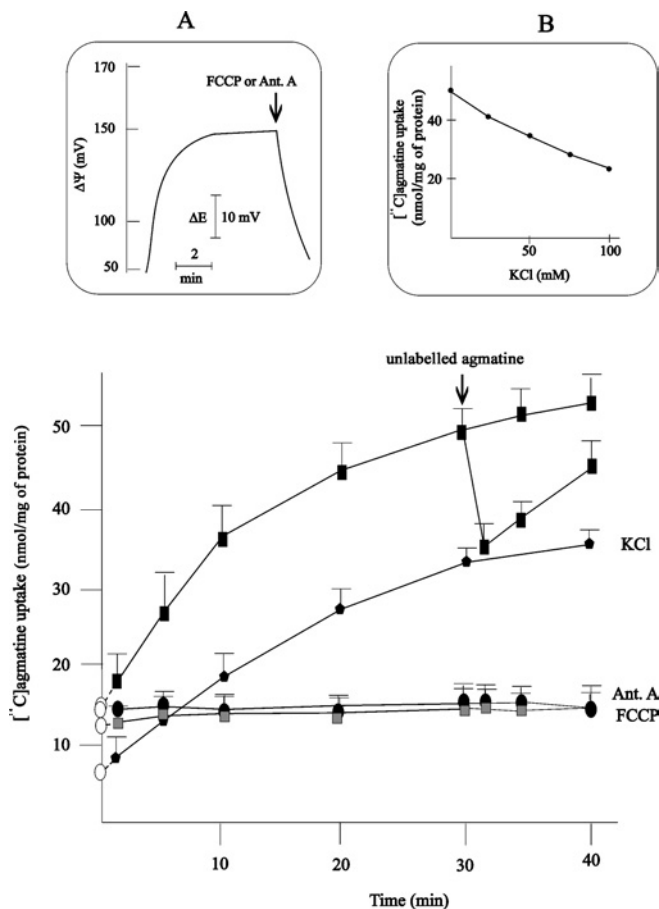 A
170
FCCP or Ant. A
150
ΔΨ (mV)
ΔE
10 mV
100
2
50
min
B
[¹⁴C]agmatine uptake
(nmol/mg of protein)
40
20
50
100
KCl (mM)
unlabelled agmatine
[¹⁴C]agmatine uptake (nmol/mg of protein)
50
40
KCl
30
20
Ant. A
FCCP
10
10
20
30
40
Time (min)